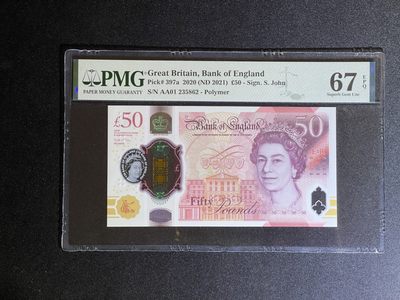 PMG
PAPER MONEY GUARANTY
Great Britain, Bank of England
Pick# 397a 2020 (ND 2021) £50 - Sign. S. John
S/N AA01 235862 - Polymer
67 EPQ
Superb Gem Unc
£50
Bank of England
50
Fifty
Pounds